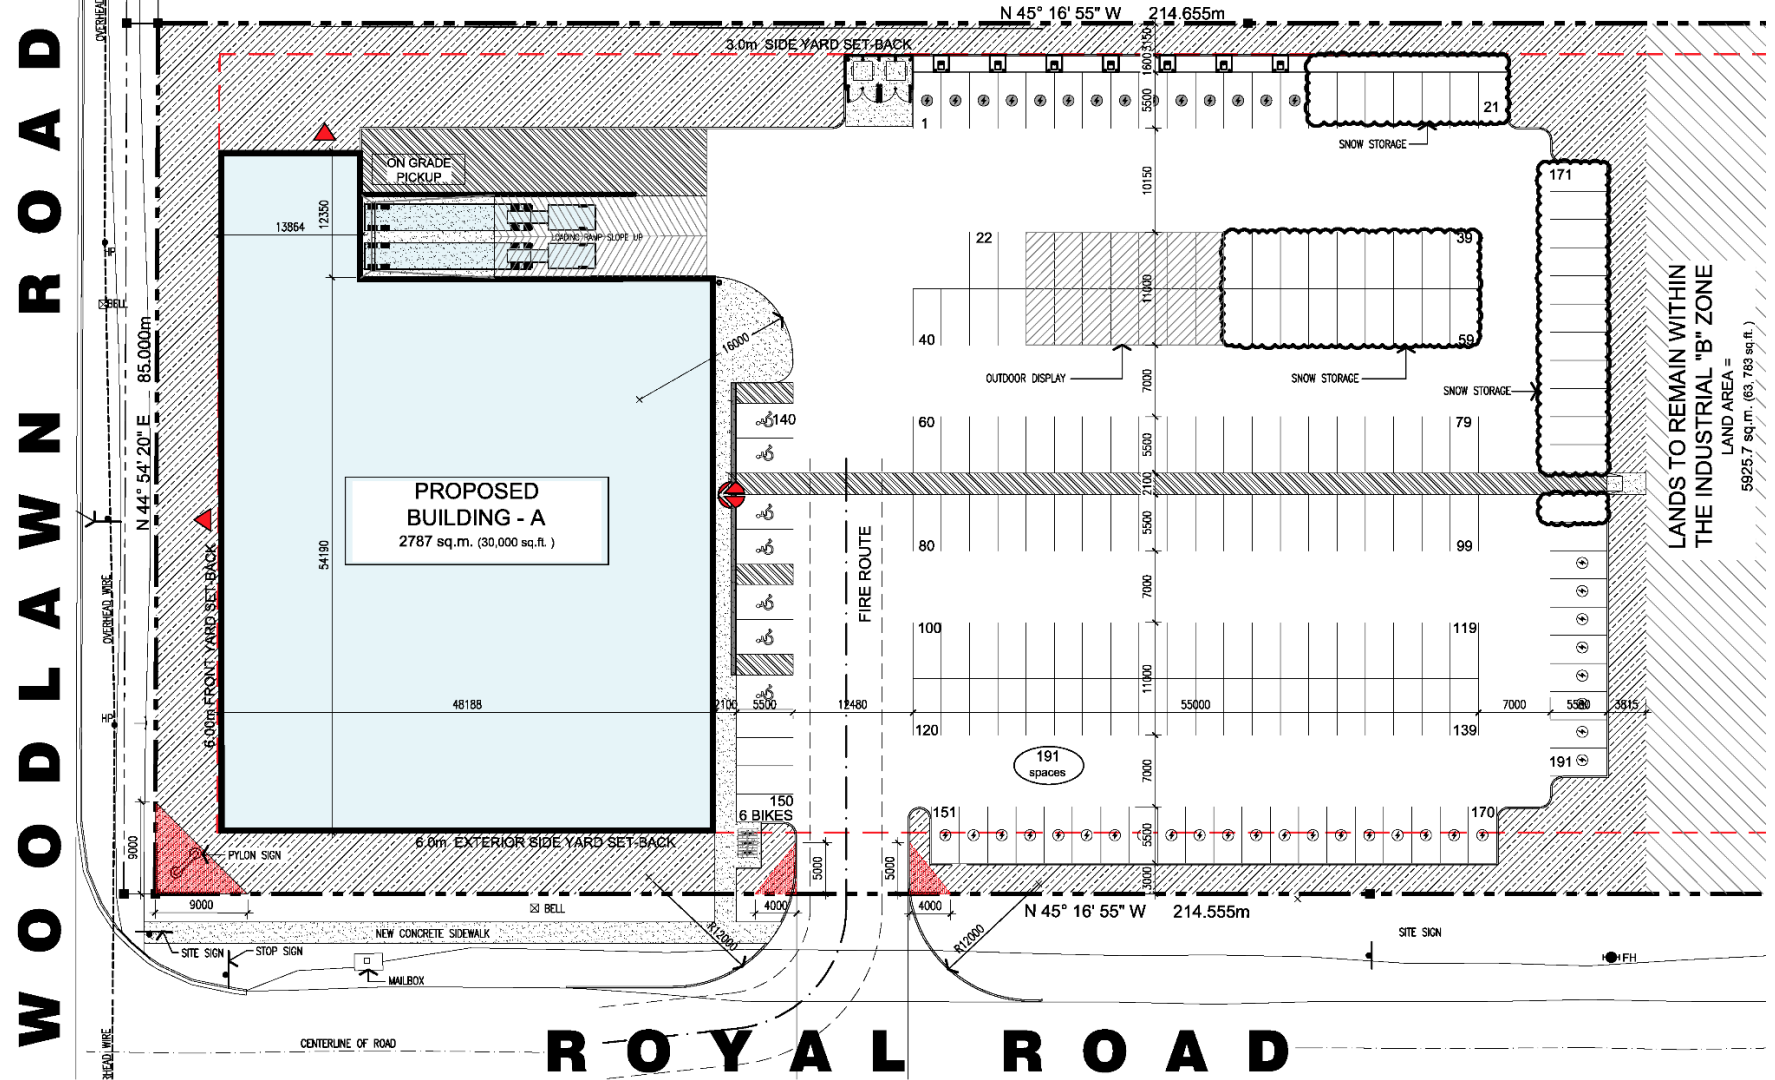 WOODLAWN ROAD
OVERHEAD
N 45° 16' 55" W 214.655m
3.0m SIDE YARD SET-BACK
3150
1600
5500
1
21
SNOW STORAGE
ON GRADE
PICKUP
10150
171
13864
12350
LOADING RAMP SLOPE UP
22
39
HP
BELL
11000
16000
40
59
OUTDOOR DISPLAY
SNOW STORAGE
SNOW STORAGE
7000
LANDS TO REMAIN WITHIN
THE INDUSTRIAL "B" ZONE
LAND AREA =
5925.7 sq.m. (63,783 sq.ft.)
N 44° 54' 20" E 85.000m
140
60
79
5500
2100
PROPOSED
BUILDING - A
2787 sq.m. (30,000 sq.ft. )
54190
5500
80
99
FIRE ROUTE
7000
OVERHEAD WIRE
6.00m FRONT YARD SET-BACK
100
119
11000
HP
48188
2100
5500
12480
55000
7000
5500
3815
120
139
191
spaces
7000
191
150
6 BIKES
151
170
9000
6.0m EXTERIOR SIDE YARD SET-BACK
5500
PYLON SIGN
5000
5000
3000
9000
BELL
4000
4000
N 45° 16' 55" W 214.555m
NEW CONCRETE SIDEWALK
R12000
R12000
SITE SIGN
SITE SIGN
STOP SIGN
MAILBOX
FH
CENTERLINE OF ROAD
HEAD WIRE
ROYAL ROAD